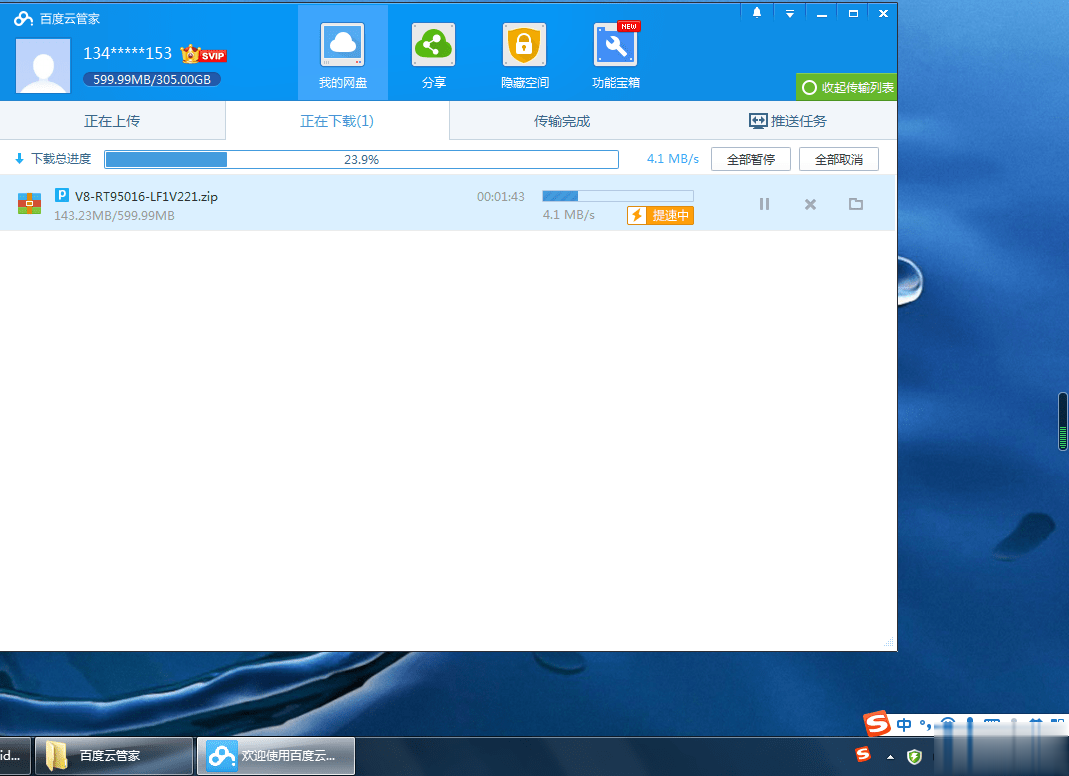 百度云管家
134*****153 SVIP
599.99MB/305.00GB
我的网盘
分享
隐藏空间
NEW
功能宝箱
收起传输列表
正在上传
正在下载(1)
传输完成
推送任务
下载总进度
23.9%
4.1 MB/s
全部暂停
全部取消
P V8-RT95016-LF1V221.zip
143.23MB/599.99MB
00:01:43
4.1 MB/s
提速中
S 中 °,
id...
百度云管家
欢迎使用百度云...
S